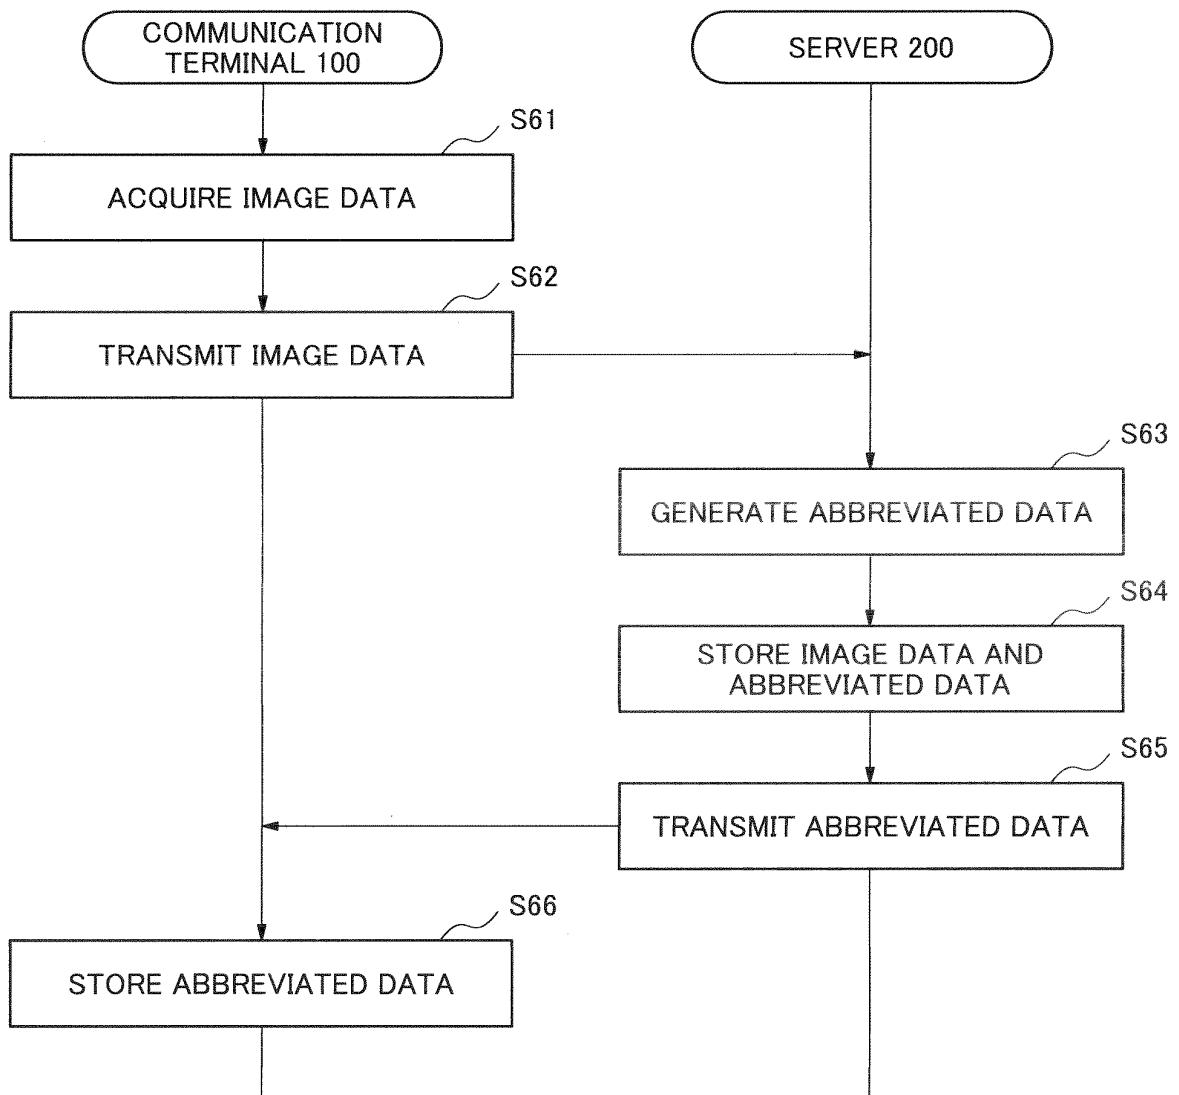 COMMUNICATION
TERMINAL 100
SERVER 200
S61
ACQUIRE IMAGE DATA
S62
TRANSMIT IMAGE DATA
S63
GENERATE ABBREVIATED DATA
S64
STORE IMAGE DATA AND
ABBREVIATED DATA
S65
TRANSMIT ABBREVIATED DATA
S66
STORE ABBREVIATED DATA